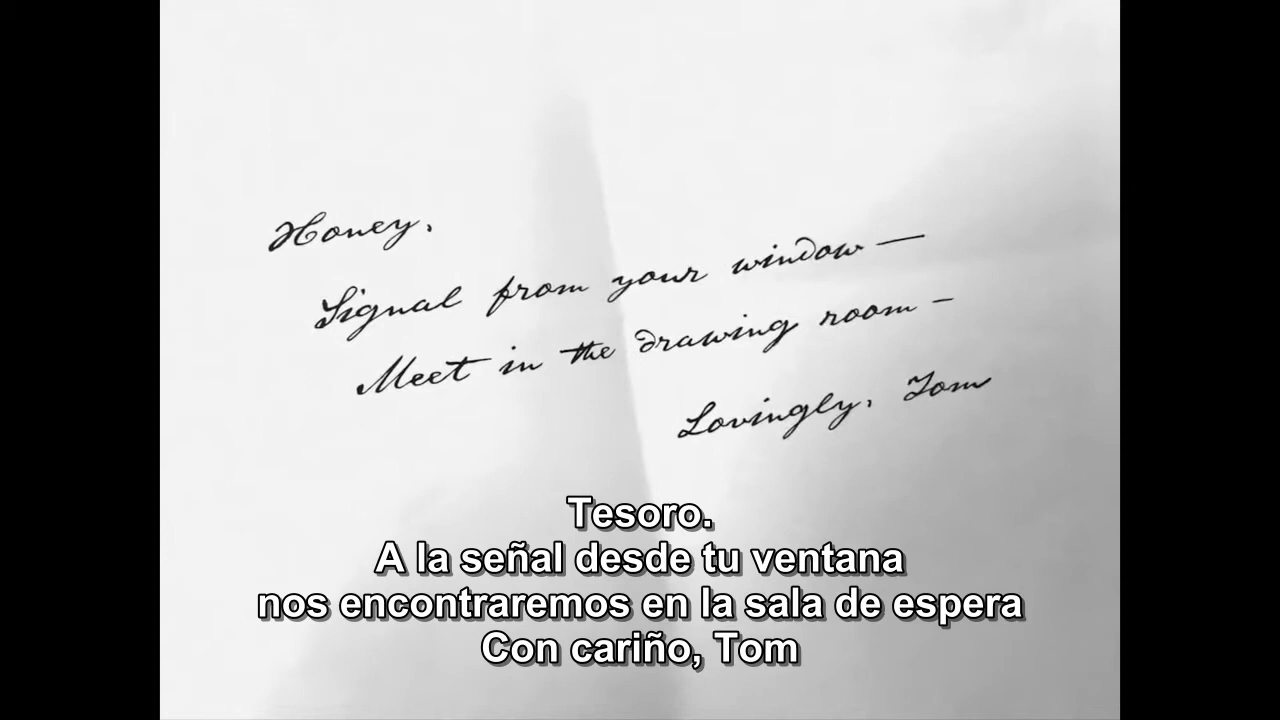 Honey,
Signal from your window —
Meet in the drawing room –
Lovingly, Tom
Tesoro.
A la señal desde tu ventana
nos encontraremos en la sala de espera
Con cariño, Tom